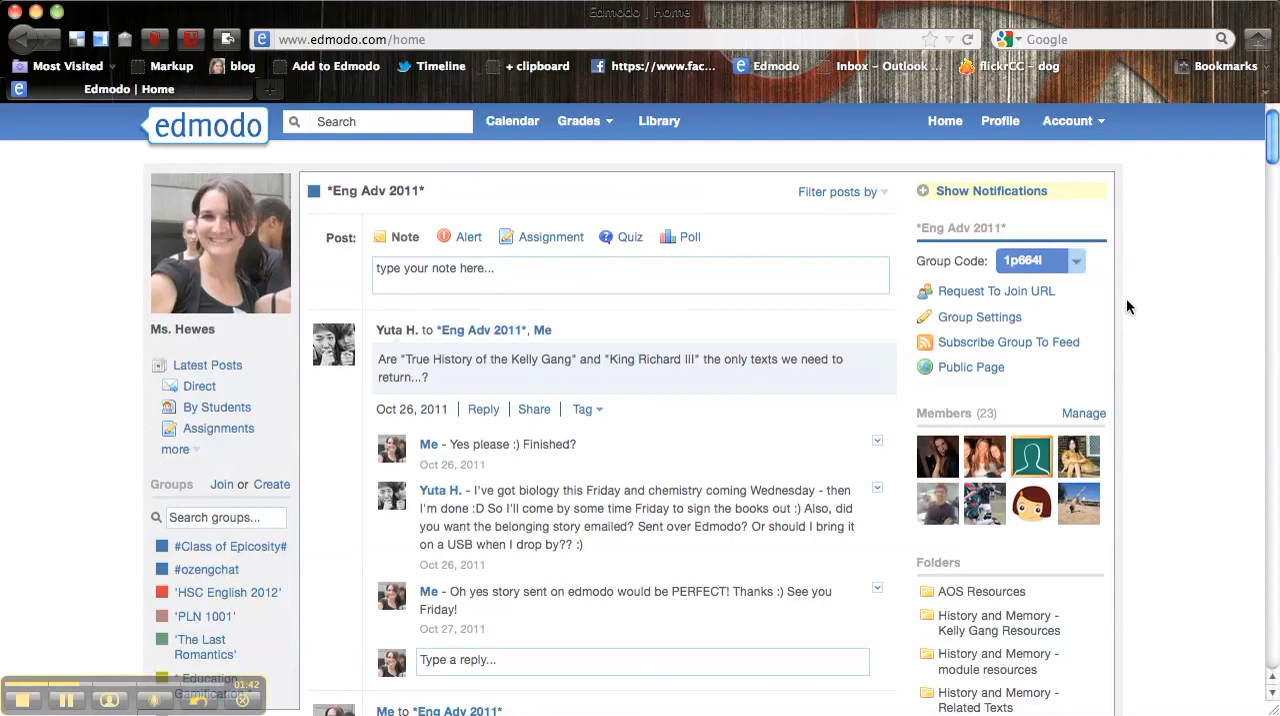 Edmodo | Home
www.edmodo.com/home
Google
Most Visited
Markup
blog
Add to Edmodo
Timeline
+ clipboard
https://www.fac...
Edmodo
Inbox – Outlook ...
flickrCC – dog
Bookmarks
Edmodo | Home
edmodo
Search
Calendar
Grades
Library
Home
Profile
Account
Ms. Hewes
Latest Posts
Direct
By Students
Assignments
more
Groups
Join or Create
Search groups...
#Class of Epicosity#
#ozengchat
'HSC English 2012'
'PLN 1001'
'The Last
Romantics'
* Education
Gamification
01:42
*Eng Adv 2011*
Filter posts by
Post:
Note
Alert
Assignment
Quiz
Poll
type your note here...
Yuta H. to *Eng Adv 2011*, Me
Are "True History of the Kelly Gang" and "King Richard III" the only texts we need to
return...?
Oct 26, 2011
Reply
Share
Tag
Me - Yes please :) Finished?
Oct 26, 2011
Yuta H. - I've got biology this Friday and chemistry coming Wednesday - then
I'm done :D So I'll come by some time Friday to sign the books out :) Also, did
you want the belonging story emailed? Sent over Edmodo? Or should I bring it
on a USB when I drop by?? :)
Oct 26, 2011
Me - Oh yes story sent on edmodo would be PERFECT! Thanks :) See you
Friday!
Oct 27, 2011
Type a reply...
Me to *Eng Adv 2011*
Show Notifications
*Eng Adv 2011*
Group Code:
Request To Join URL
Group Settings
Subscribe Group To Feed
Public Page
Members (23)
Manage
Folders
AOS Resources
History and Memory -
Kelly Gang Resources
History and Memory -
module resources
History and Memory -
Related Texts